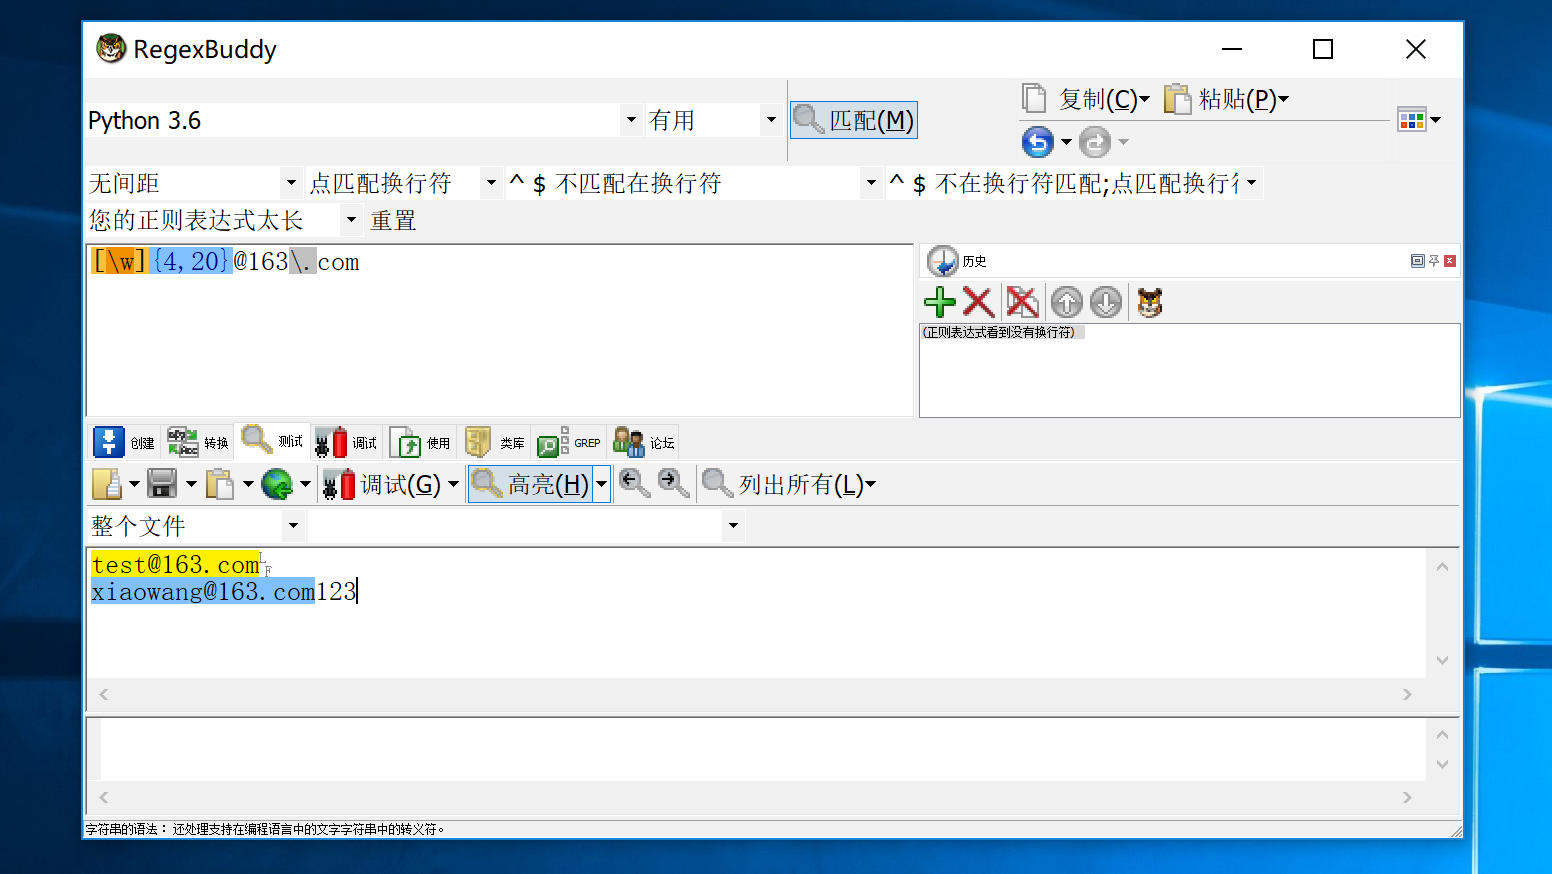 RegexBuddy
复制(C) 粘贴(P)
Python 3.6 有用 匹配(M)
无间距 点匹配换行符 ^ $ 不匹配在换行符 ^ $ 不在换行符匹配;点匹配换行
您的正则表达式太长 重置
[\w]{4,20}@163\.com
历史
(正则表达式看到没有换行符)
创建 转换 测试 调试 使用 类库 GREP 论坛
调试(G) 高亮(H) 列出所有(L)
整个文件
test@163.com LF
xiaowang@163.com123
字符串的语法： 还处理支持在编程语言中的文字字符串中的转义符。